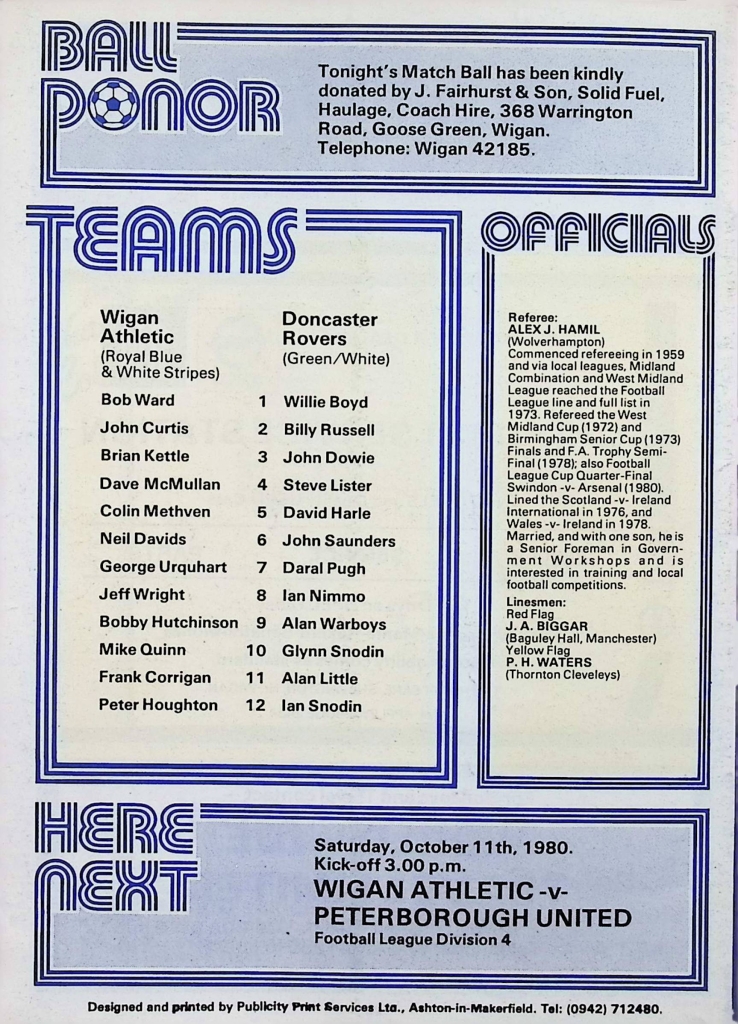 BALL
DONOR
Tonight's Match Ball has been kindly
donated by J. Fairhurst & Son, Solid Fuel,
Haulage, Coach Hire, 368 Warrington
Road, Goose Green, Wigan.
Telephone: Wigan 42185.
TEAMS
Wigan
Athletic
(Royal Blue
& White Stripes)
Doncaster
Rovers
(Green/White)
Bob Ward 1 Willie Boyd
John Curtis 2 Billy Russell
Brian Kettle 3 John Dowie
Dave McMullan 4 Steve Lister
Colin Methven 5 David Harle
Neil Davids 6 John Saunders
George Urquhart 7 Daral Pugh
Jeff Wright 8 Ian Nimmo
Bobby Hutchinson 9 Alan Warboys
Mike Quinn 10 Glynn Snodin
Frank Corrigan 11 Alan Little
Peter Houghton 12 Ian Snodin
OFFICIALS
Referee:
ALEX J. HAMIL
(Wolverhampton)
Commenced refereeing in 1959
and via local leagues, Midland
Combination and West Midland
League reached the Football
League line and full list in
1973. Refereed the West
Midland Cup (1972) and
Birmingham Senior Cup (1973)
Finals and F.A. Trophy Semi-
Final (1978); also Football
League Cup Quarter-Final
Swindon -v- Arsenal (1980).
Lined the Scotland -v- Ireland
International in 1976, and
Wales -v- Ireland in 1978.
Married, and with one son, he is
a Senior Foreman in Govern-
ment Workshops and is
interested in training and local
football competitions.
Linesmen:
Red Flag
J. A. BIGGAR
(Baguley Hall, Manchester)
Yellow Flag
P. H. WATERS
(Thornton Cleveleys)
HERE
NEXT
Saturday, October 11th, 1980.
Kick-off 3.00 p.m.
WIGAN ATHLETIC -v-
PETERBOROUGH UNITED
Football League Division 4
Designed and printed by Publicity Print Services Ltd., Ashton-in-Makerfield. Tel: (0942) 712480.